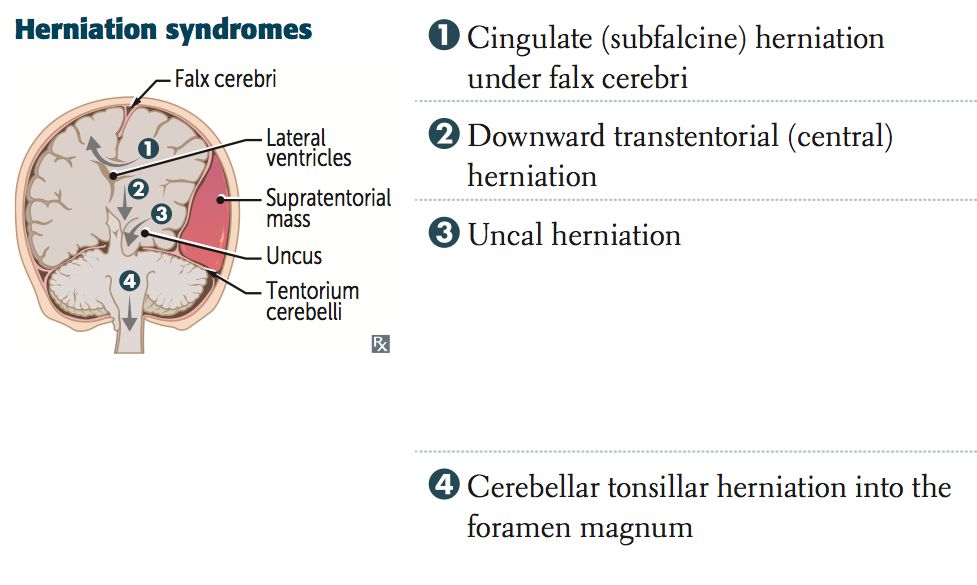 Herniation syndromes
Falx cerebri
Lateral
ventricles
Supratentorial
mass
Uncus
Tentorium
cerebelli
1
2
3
4
Rx
1 Cingulate (subfalcine) herniation
under falx cerebri
2 Downward transtentorial (central)
herniation
3 Uncal herniation
4 Cerebellar tonsillar herniation into the
foramen magnum